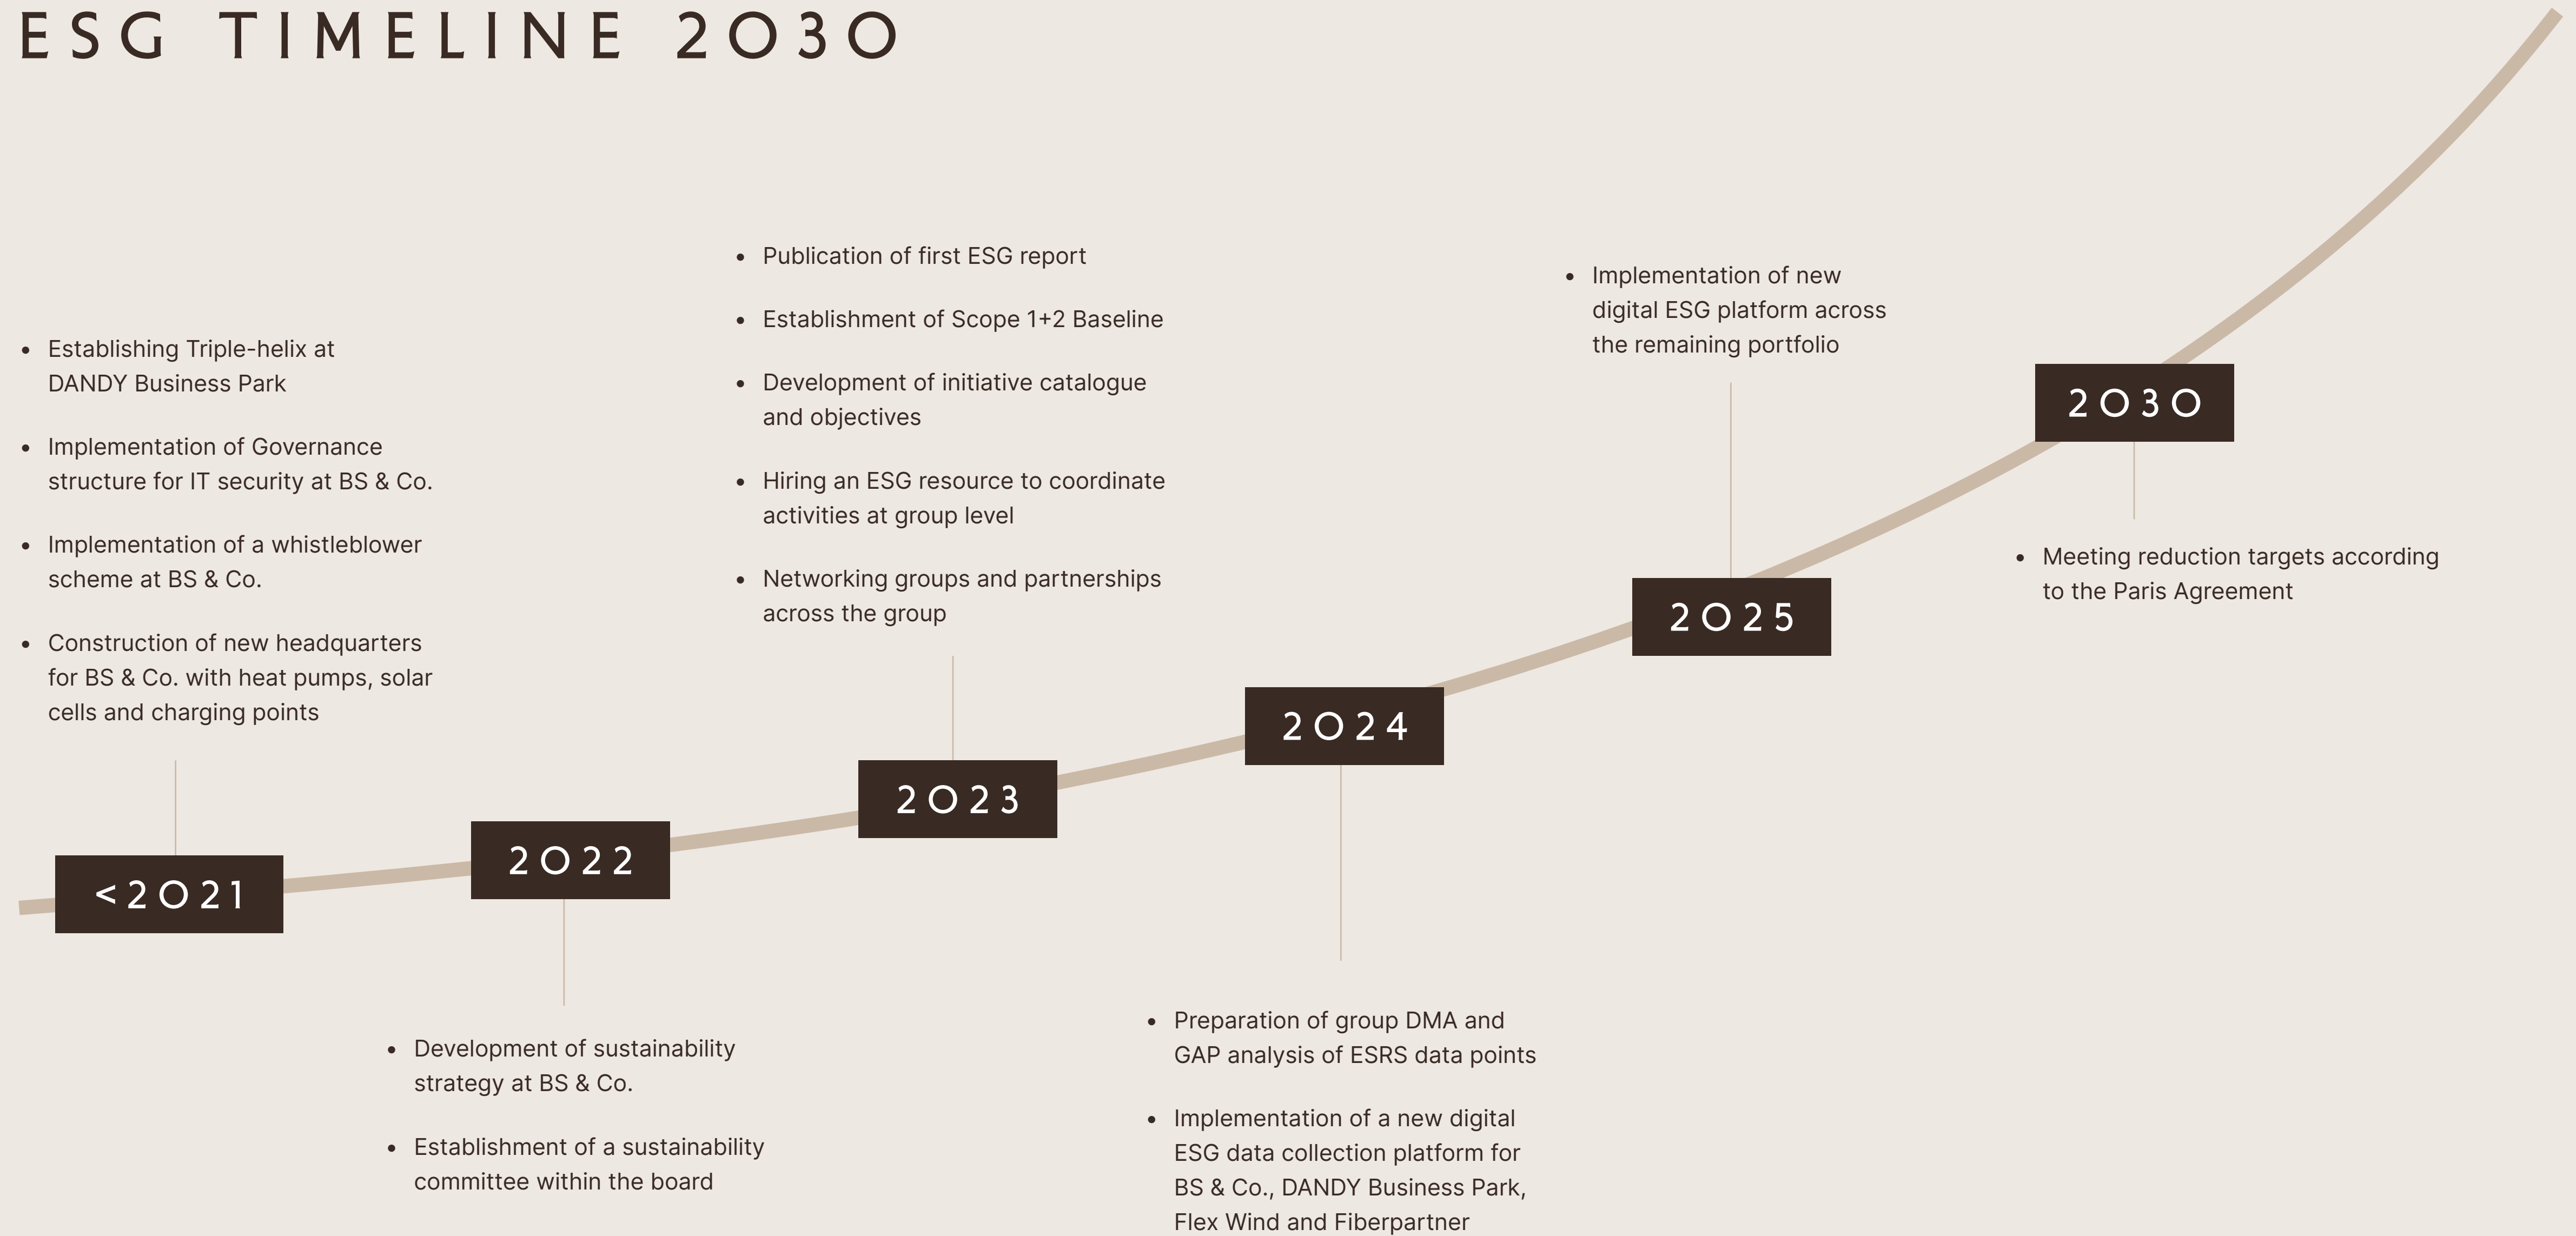 ESG TIMELINE 2030
• Establishing Triple-helix at
DANDY Business Park
• Implementation of Governance
structure for IT security at BS & Co.
• Implementation of a whistleblower
scheme at BS & Co.
• Construction of new headquarters
for BS & Co. with heat pumps, solar
cells and charging points
<2021
2022
• Development of sustainability
strategy at BS & Co.
• Establishment of a sustainability
committee within the board
• Publication of first ESG report
• Establishment of Scope 1+2 Baseline
• Development of initiative catalogue
and objectives
• Hiring an ESG resource to coordinate
activities at group level
• Networking groups and partnerships
across the group
2023
2024
• Preparation of group DMA and
GAP analysis of ESRS data points
• Implementation of a new digital
ESG data collection platform for
BS & Co., DANDY Business Park,
Flex Wind and Fiberpartner
• Implementation of new
digital ESG platform across
the remaining portfolio
2025
2030
• Meeting reduction targets according
to the Paris Agreement